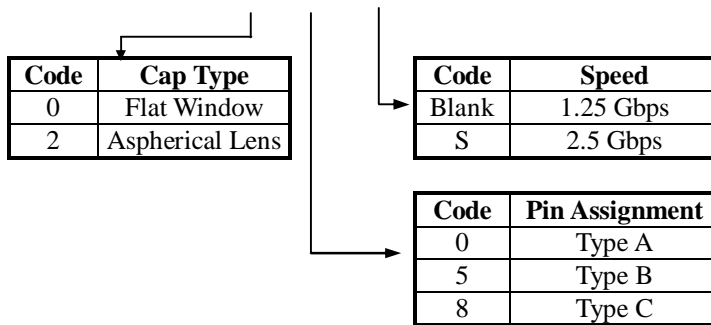 Code Cap Type
0 Flat Window
2 Aspherical Lens
Code Speed
Blank 1.25 Gbps
S 2.5 Gbps
Code Pin Assignment
0 Type A
5 Type B
8 Type C